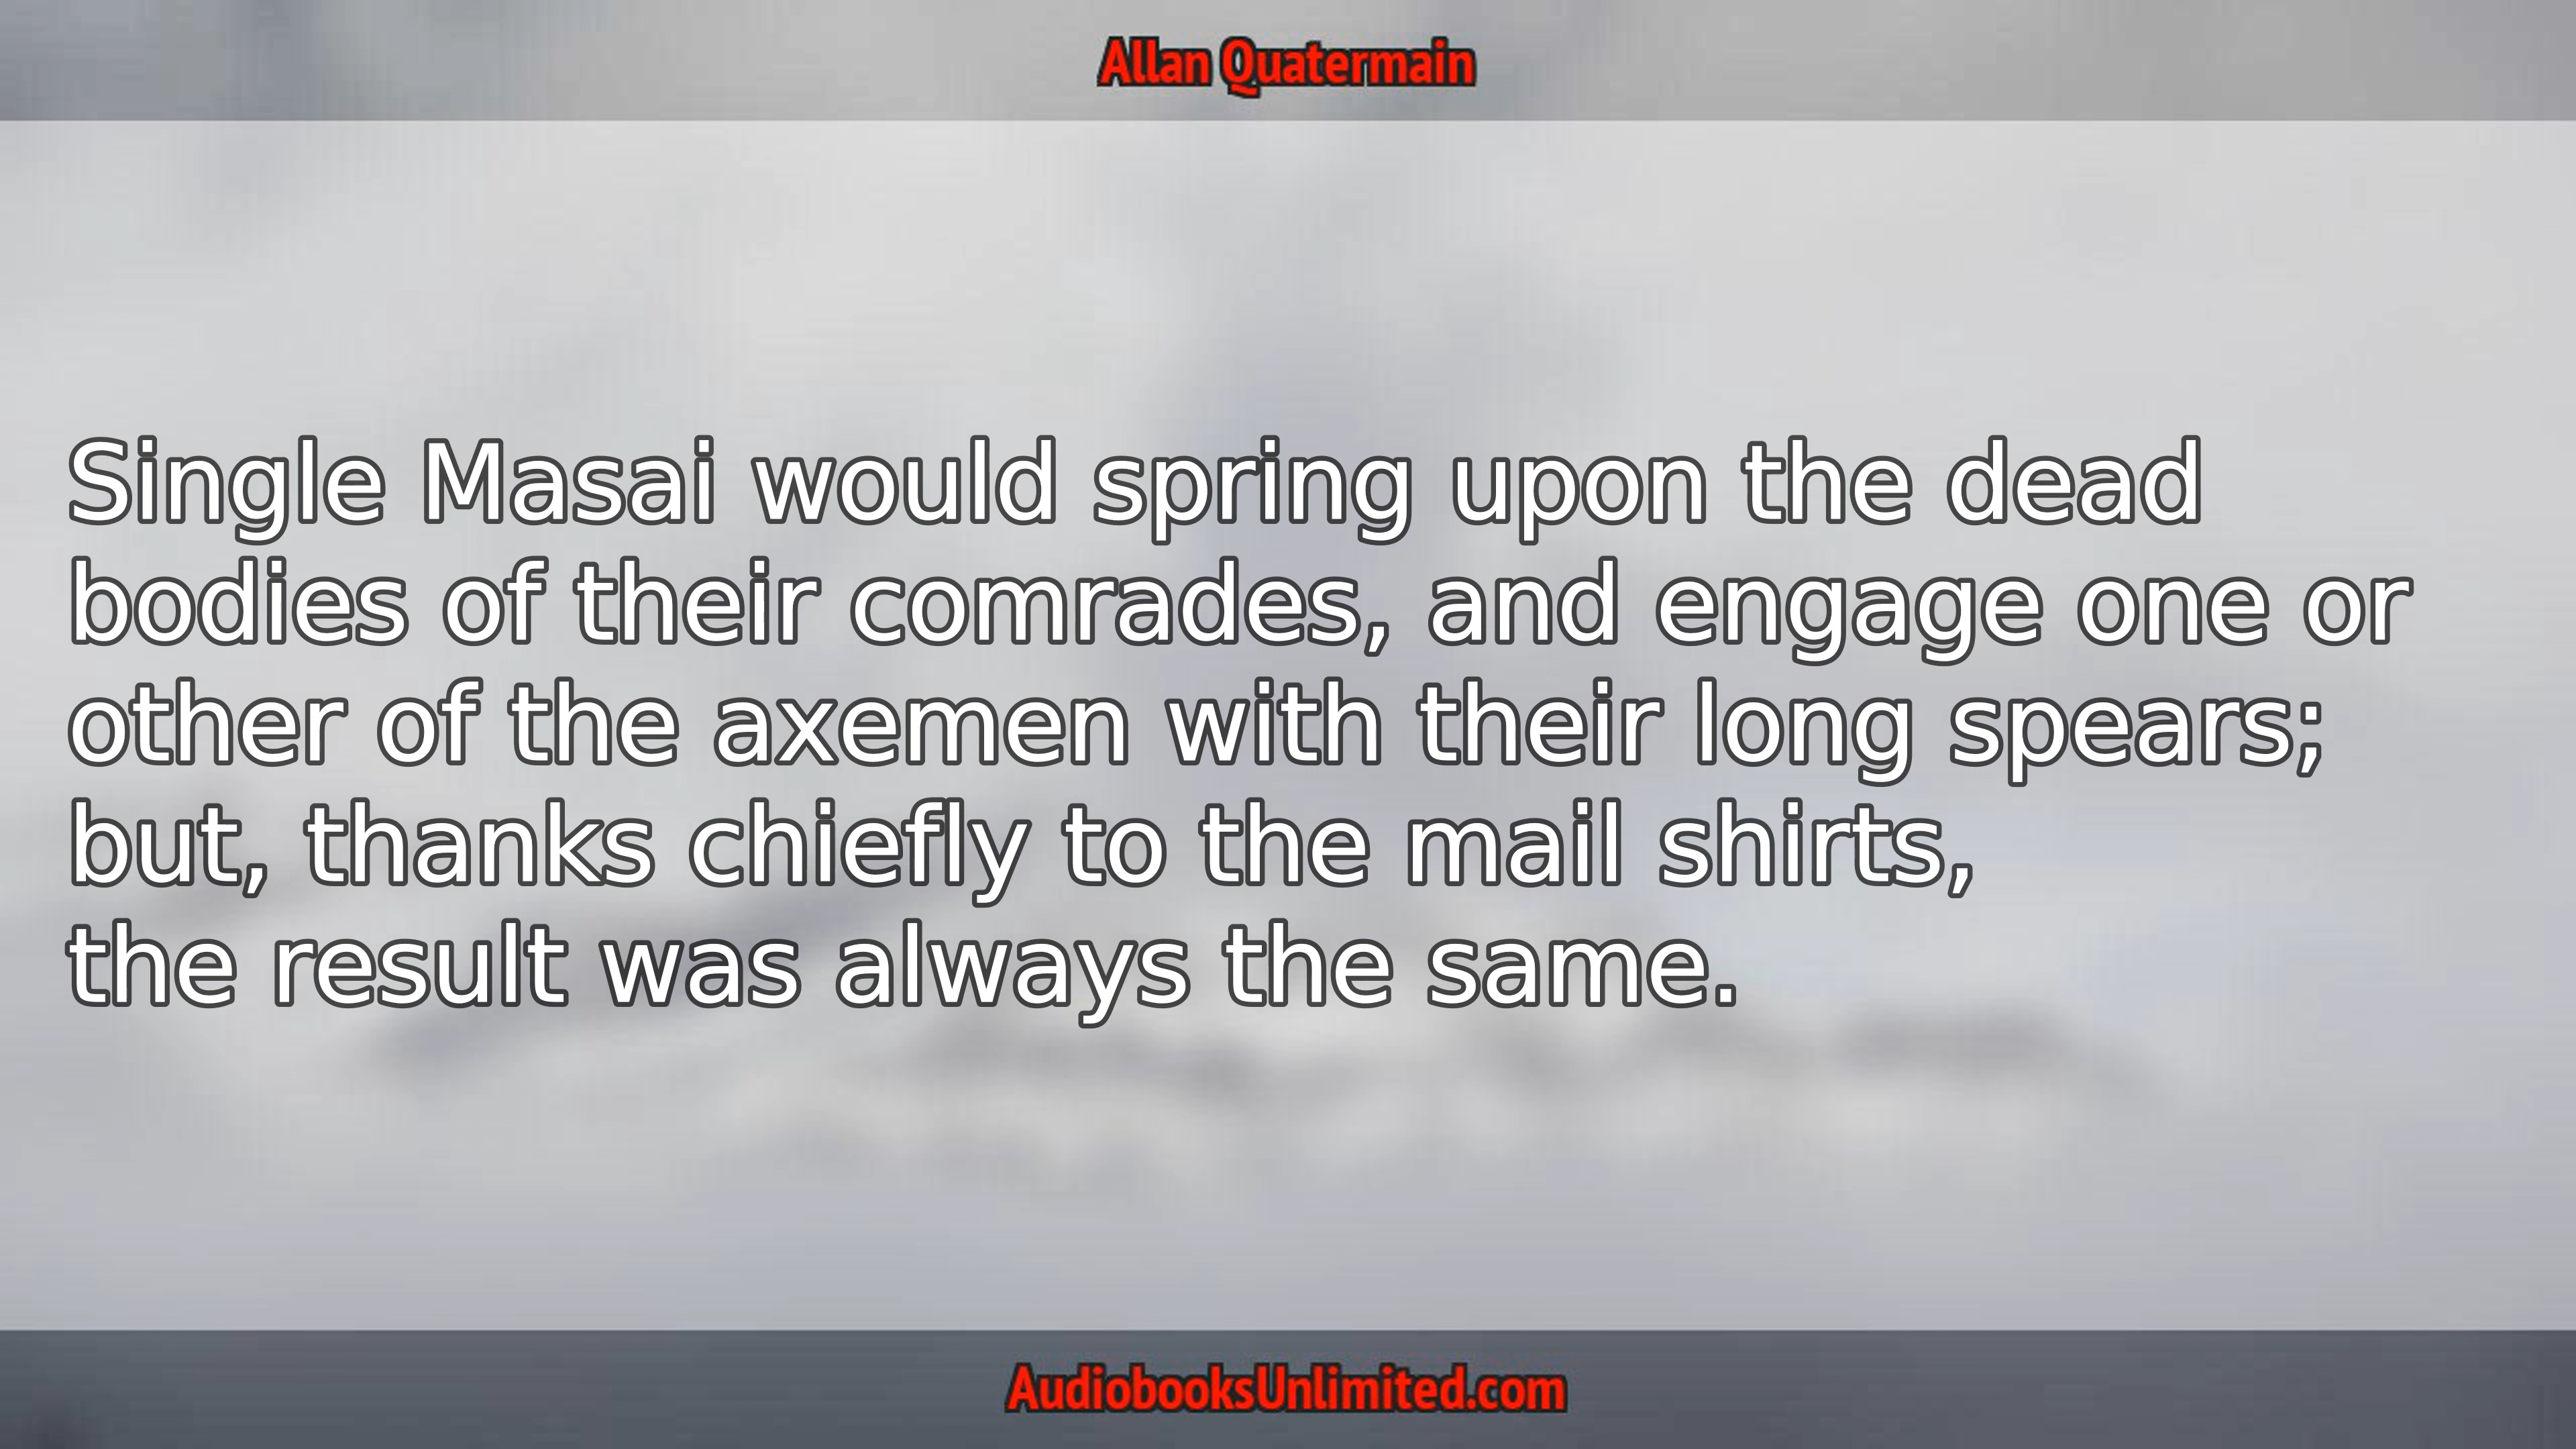 Allan Quatermain
Single Masai would spring upon the dead
bodies of their comrades, and engage one or
other of the axemen with their long spears;
but, thanks chiefly to the mail shirts,
the result was always the same.
AudiobooksUnlimited.com